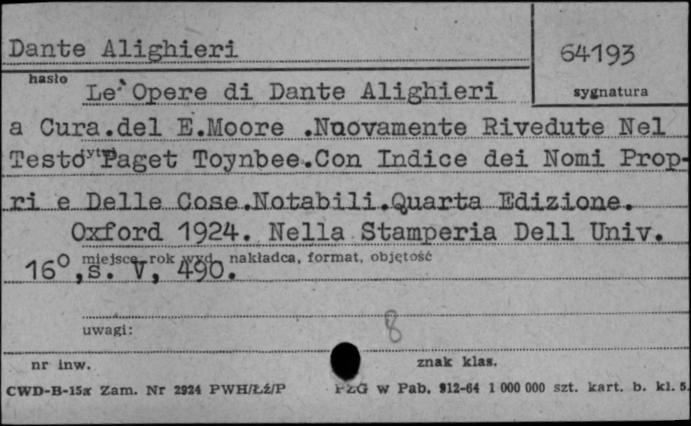 Dante Alighieri
64193
hasło
sygnatura
Le Opere di Dante Alighieri
a Cura.del E.Moore .Nuovamente Rivedute Nel
Testo Paget Toynbee.Con Indice dei Nomi Prop-
ri e Delle Cose.Notabili.Quarta Edizione.
Oxford 1924. Nella Stamperia Dell Univ.
miejsce, rok wyd. nakładca, format, objętość
16°, s. V, 490.
uwagi:
8
nr inw.
znak klas.
CWD-B-15x Zam. Nr 2924 PWH/Łź/P
PZG w Pab. 912-64 1 000 000 szt. kart. b. kl. 5.